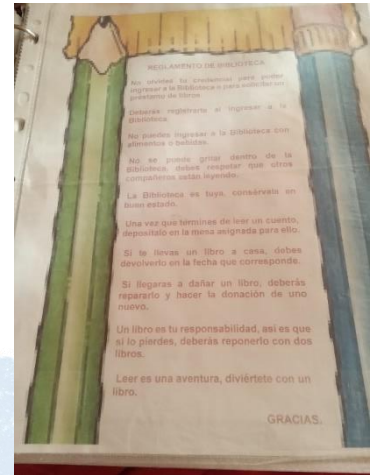 REGLAMENTO DE BIBLIOTECA
No olvides tu credencial para poder
ingresar a la Biblioteca o para solicitar un
préstamo de libros
Deberás registrarte al ingresar a la
Biblioteca
No puedes ingresar a la Biblioteca con
alimentos o bebidas
No se puede gritar dentro de la
Biblioteca, debes respetar que otros
compañeros están leyendo.
La Biblioteca es tuya, consérvela en
buen estado.
Una vez que termines de leer un cuento,
deposítalo en la mesa asignada para ello.
Si te llevas un libro a casa, debes
devolverlo en la fecha que corresponde.
Si llegaras a dañar un libro, deberás
repararlo y hacer la donación de uno
nuevo.
Un libro es tu responsabilidad, así es que
si lo pierdes, deberás reponerlo con dos
libros.
Leer es una aventura, diviértete con un
libro.
GRACIAS.